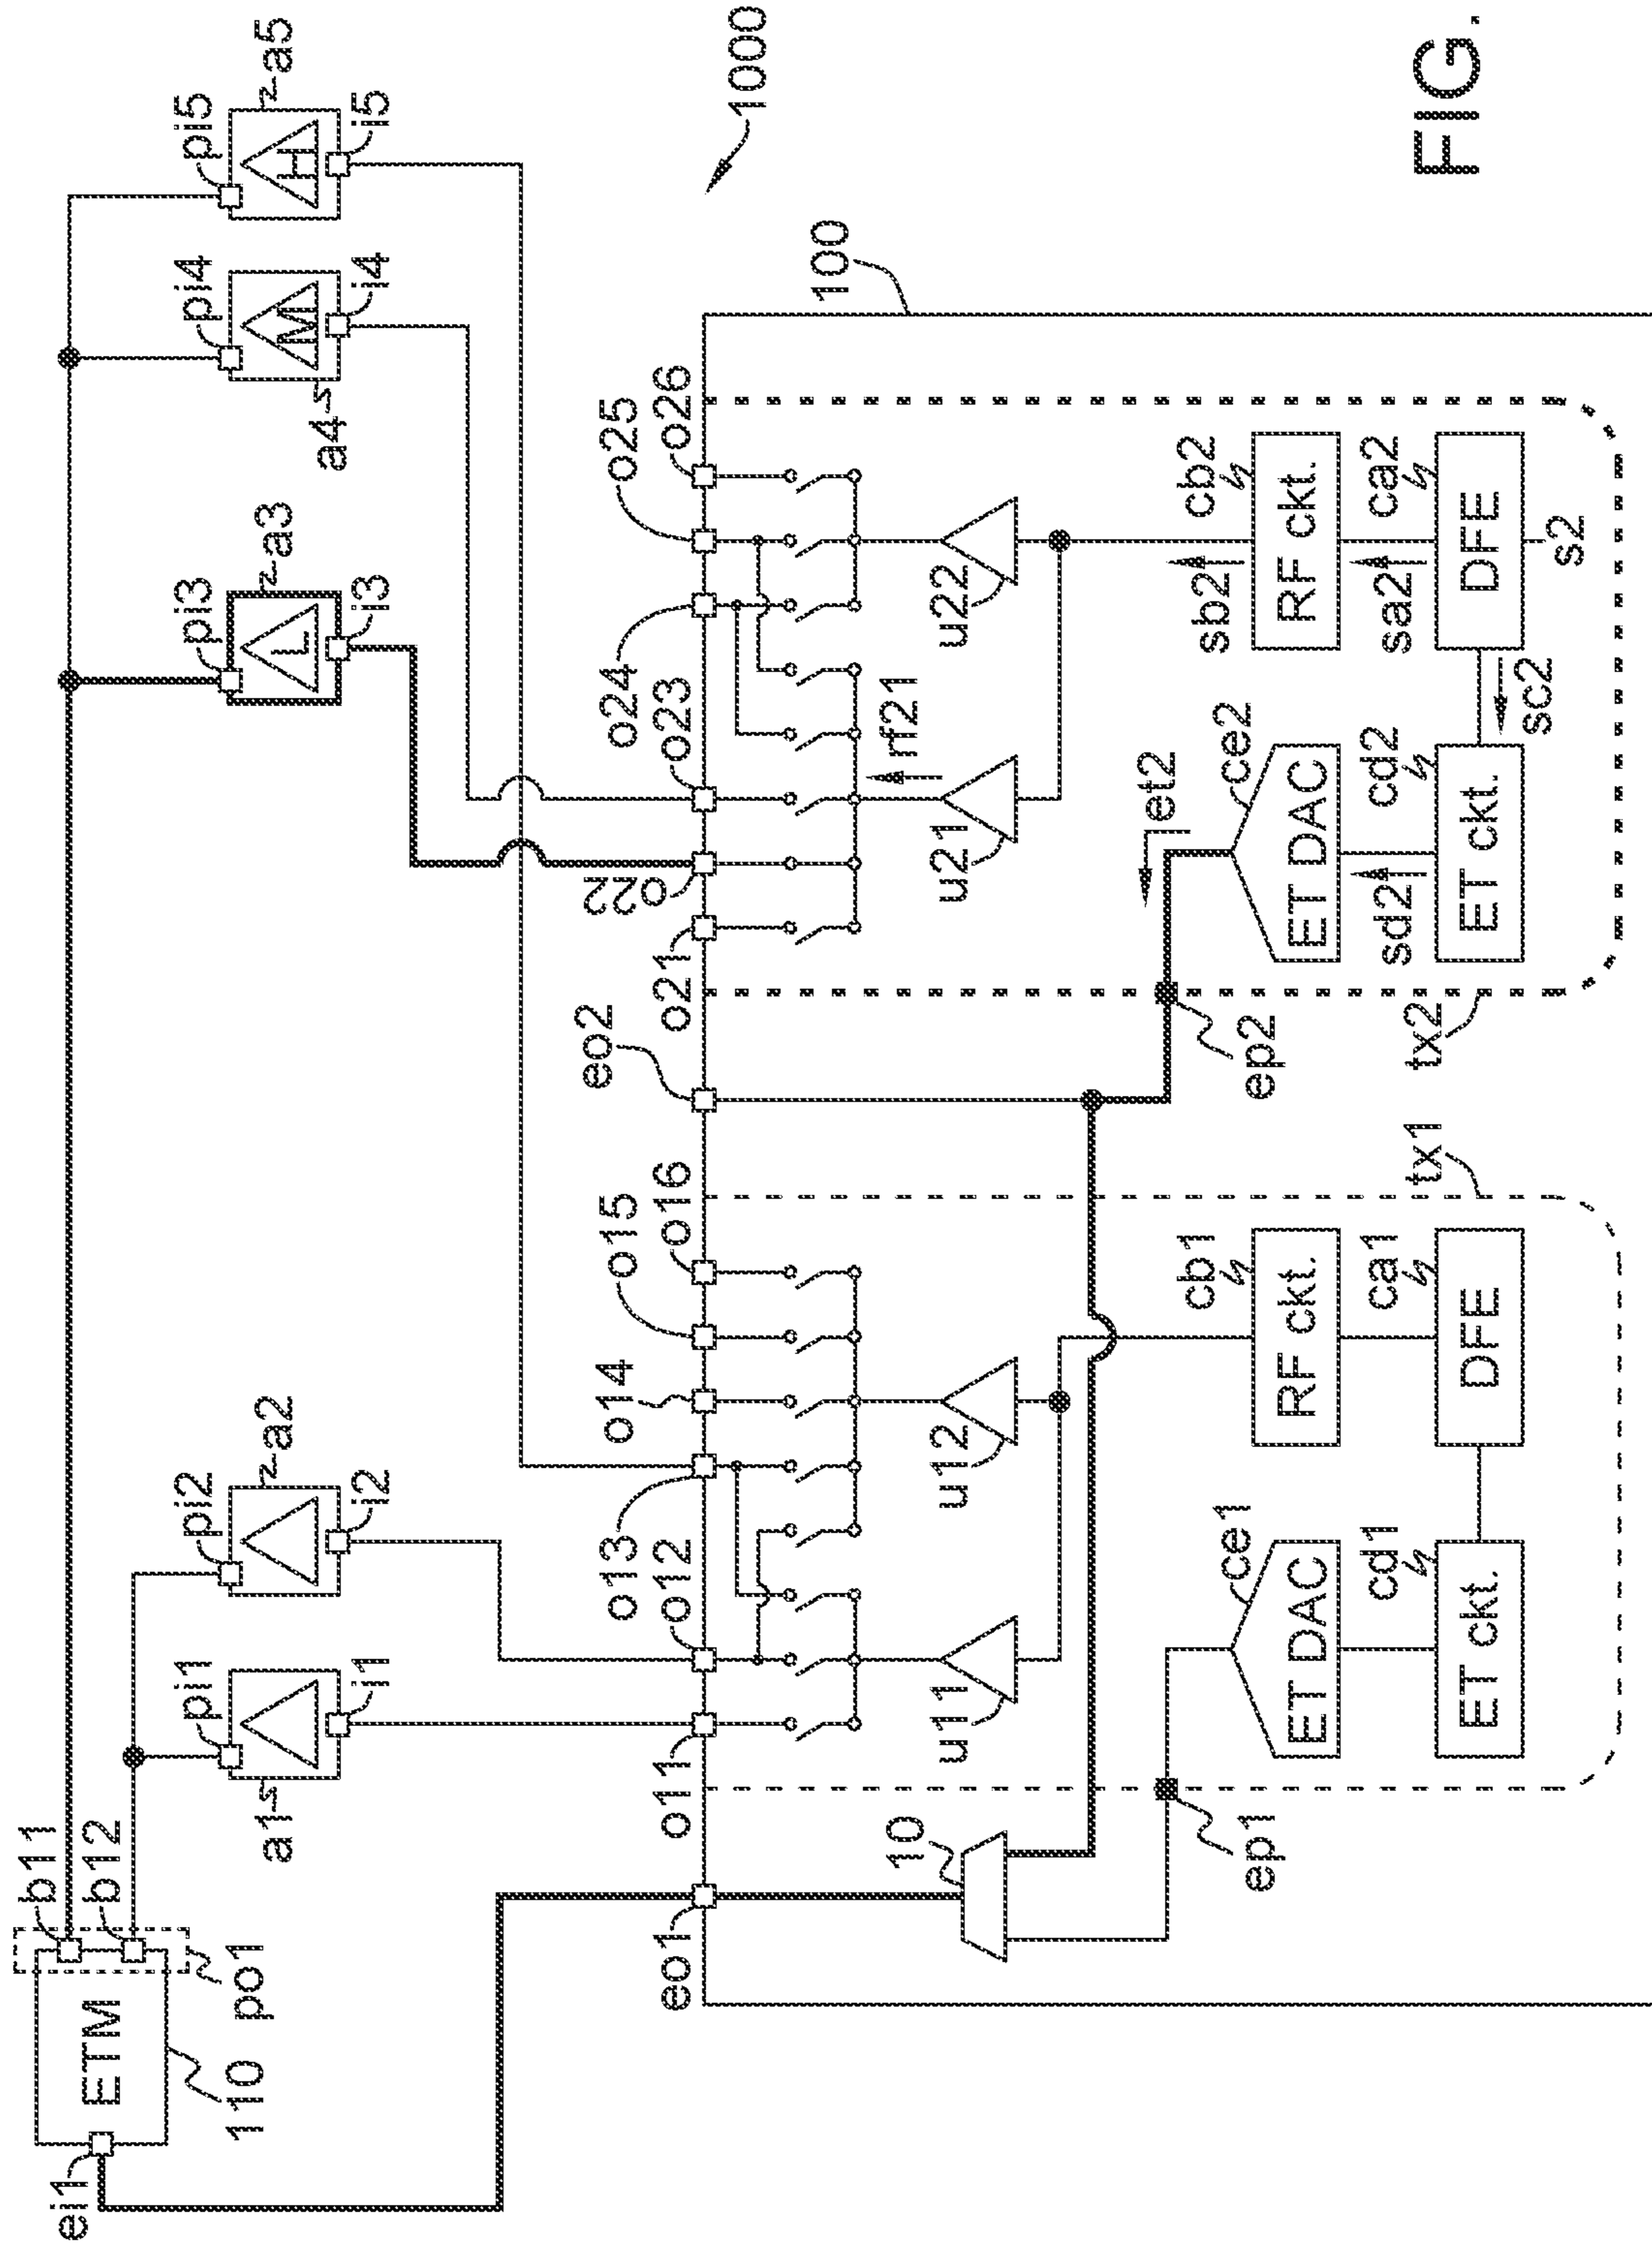 ei1
ETM
110
po1
b11
b12
a1
pi1
i1
pi2
a2
i2
pi3
a3
L
i3
a4
pi4
M
i4
pi5
a5
H
i5
1000
100
eo1
o11
o12
o13
o14
o15
o16
eo2
o21
o22
o23
o24
o25
o26
10
u11
u12
u21
rf21
u22
ep1
ce1
ET DAC
cd1
ET ckt.
cb1
RF ckt.
ca1
DFE
tx1
ep2
et2
ce2
ET DAC
sd2
cd2
ET ckt.
sc2
sb2
cb2
RF ckt.
sa2
ca2
DFE
s2
tx2
FIG.